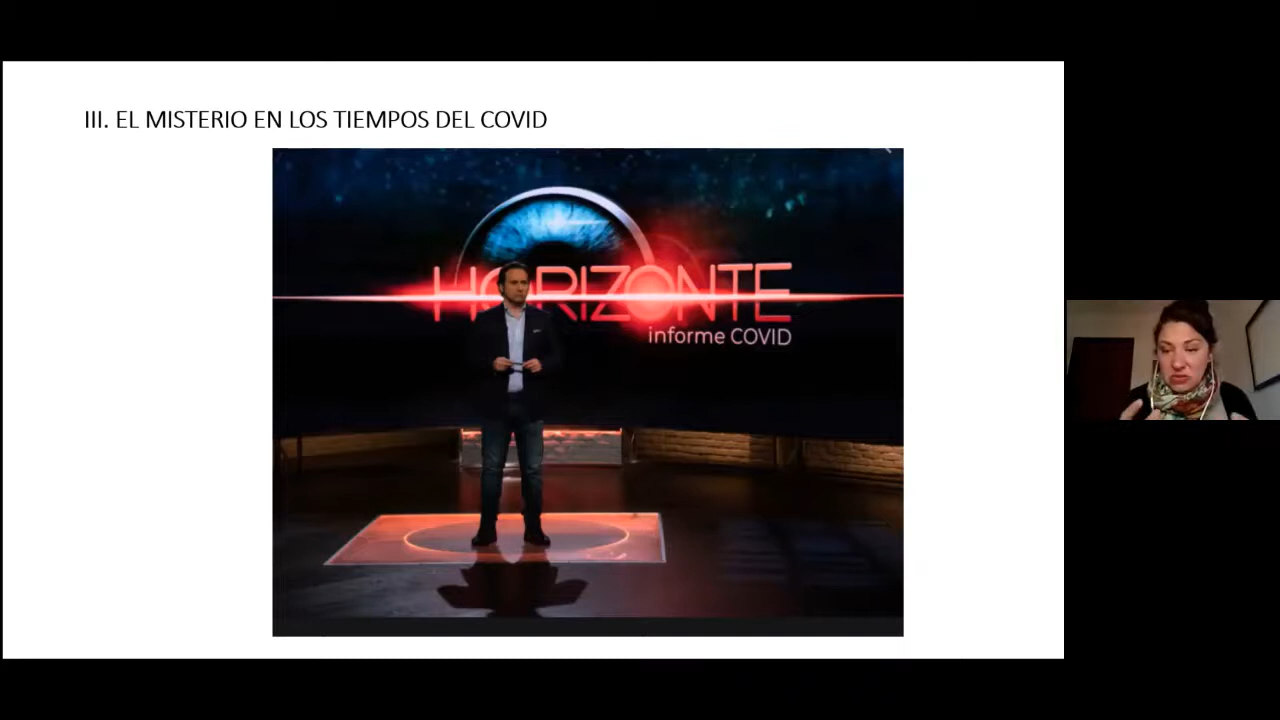 III. EL MISTERIO EN LOS TIEMPOS DEL COVID
HORIZONTE
informe COVID